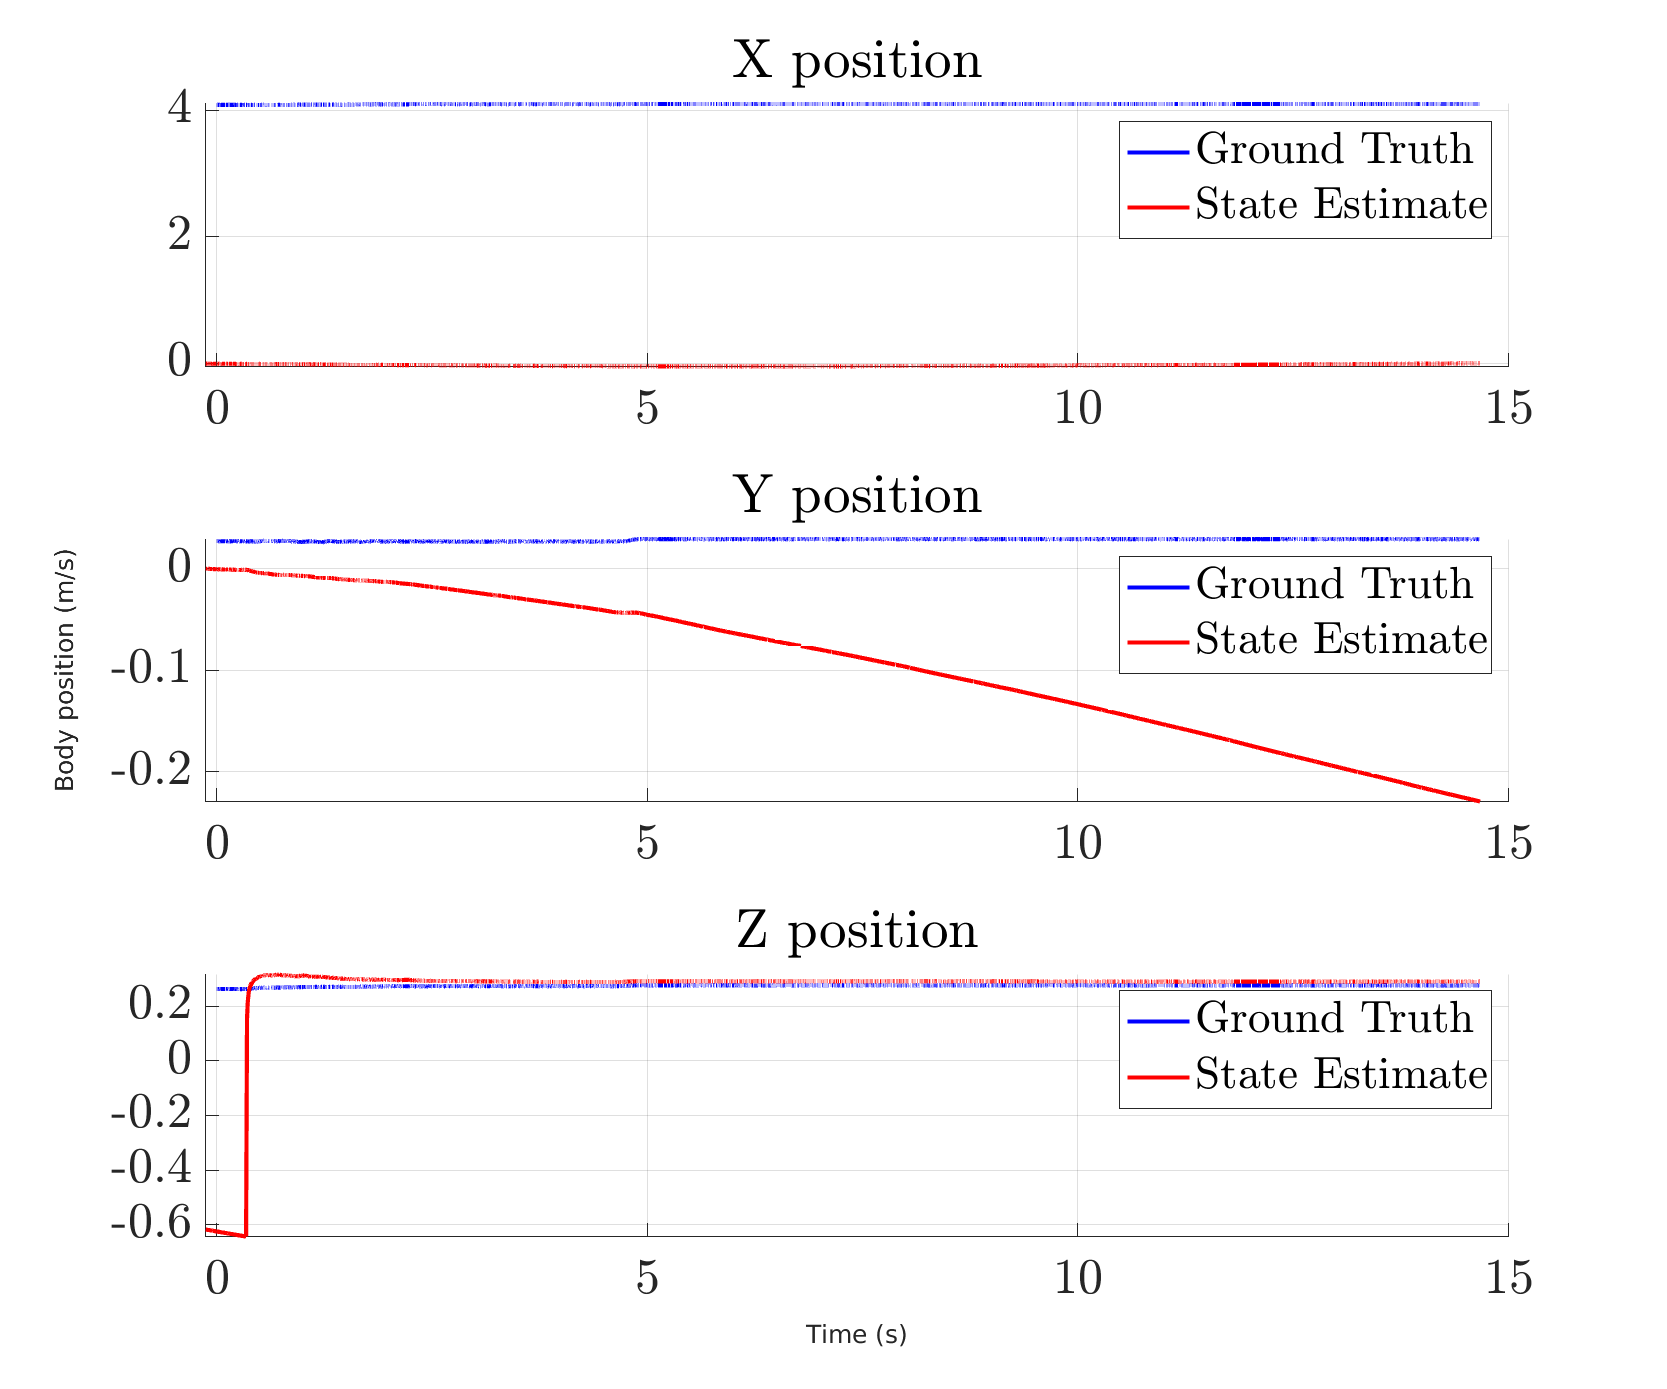 X position
4
2
0
0 5 10 15
Ground Truth
State Estimate
Y position
0
-0.1
-0.2
0 5 10 15
Ground Truth
State Estimate
Body position (m/s)
Z position
0.2
0
-0.2
-0.4
-0.6
0 5 10 15
Ground Truth
State Estimate
Time (s)